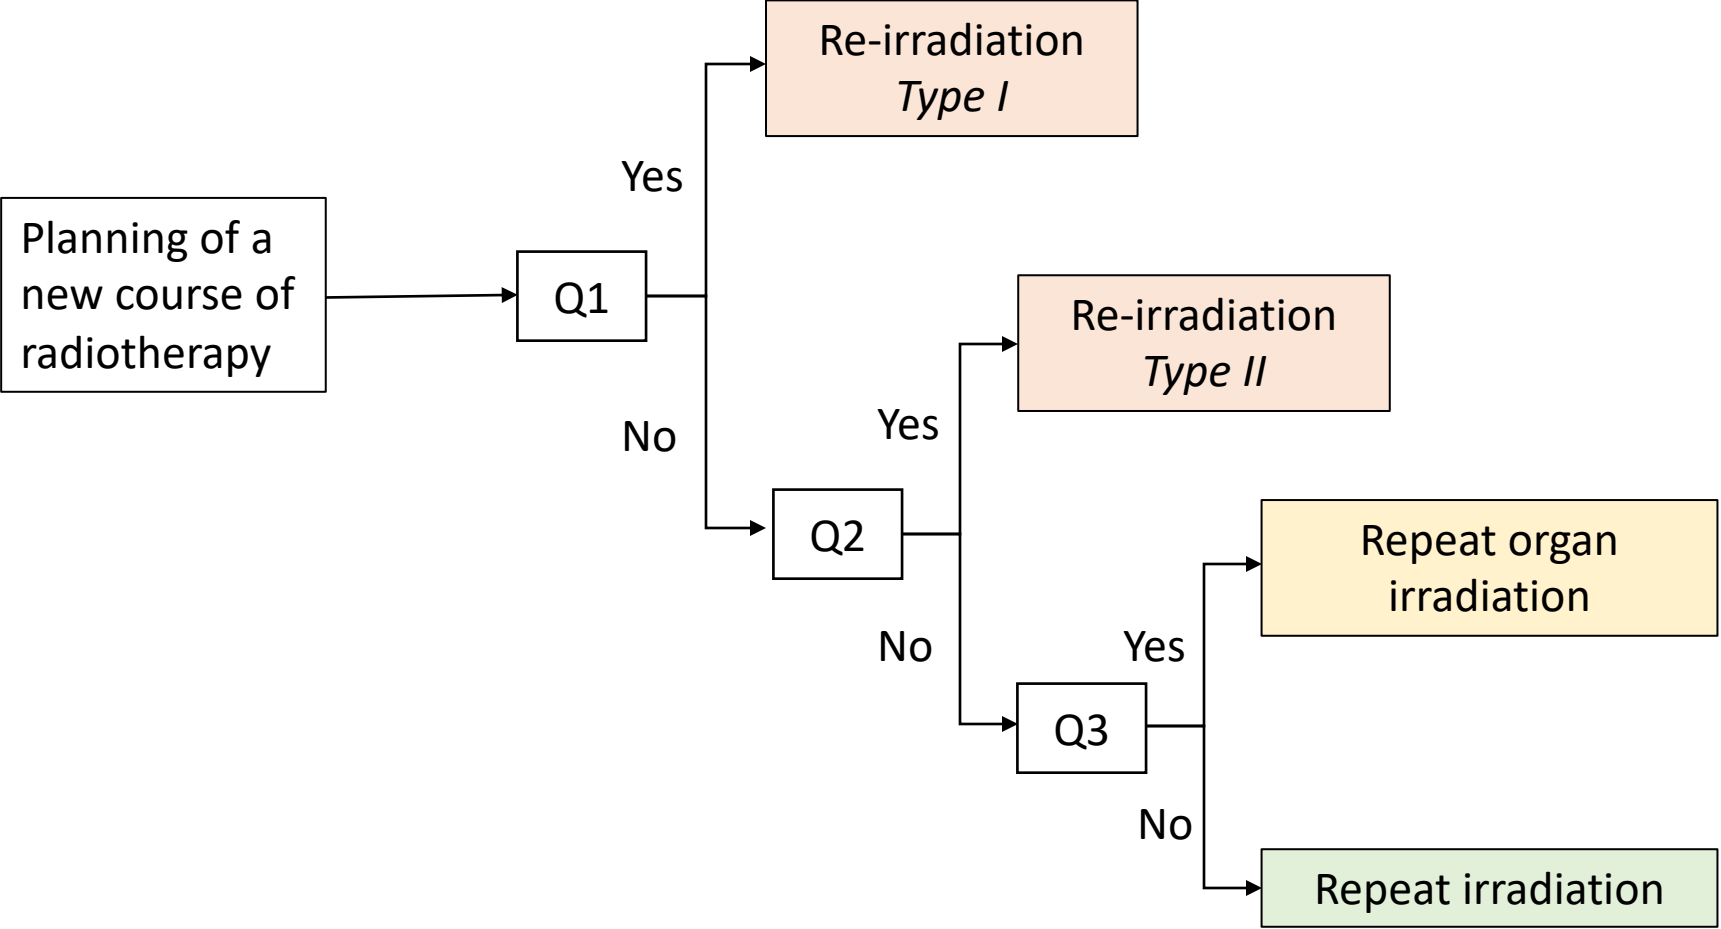 Re-irradiation
Type I
Yes
Planning of a
new course of
radiotherapy
Q1
No
Re-irradiation
Type II
Yes
Q2
No
Repeat organ
irradiation
Yes
Q3
No
Repeat irradiation